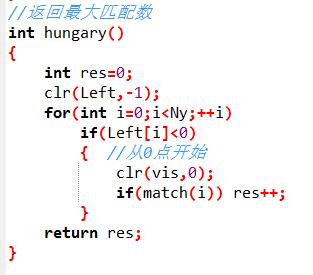 //返回最大匹配数
int hungary()
{
    int res=0;
    clr(Left,-1);
    for(int i=0;i<Ny;++i)
        if(Left[i]<0)
        {  //从0点开始
            clr(vis,0);
            if(match(i)) res++;
        }
    return res;
}